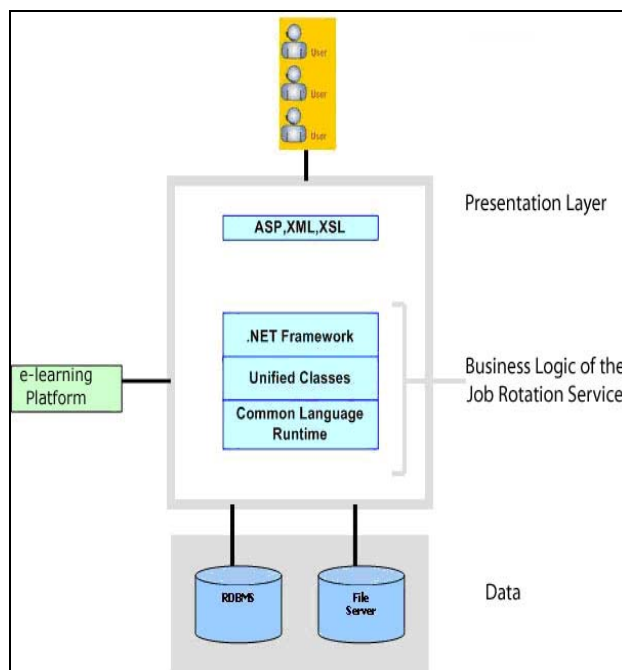 User
User
User
Presentation Layer
ASP,XML,XSL
.NET Framework
Unified Classes
Common Language
Runtime
e-learning
Platform
Business Logic of the
Job Rotation Service
RDBMS
File
Server
Data